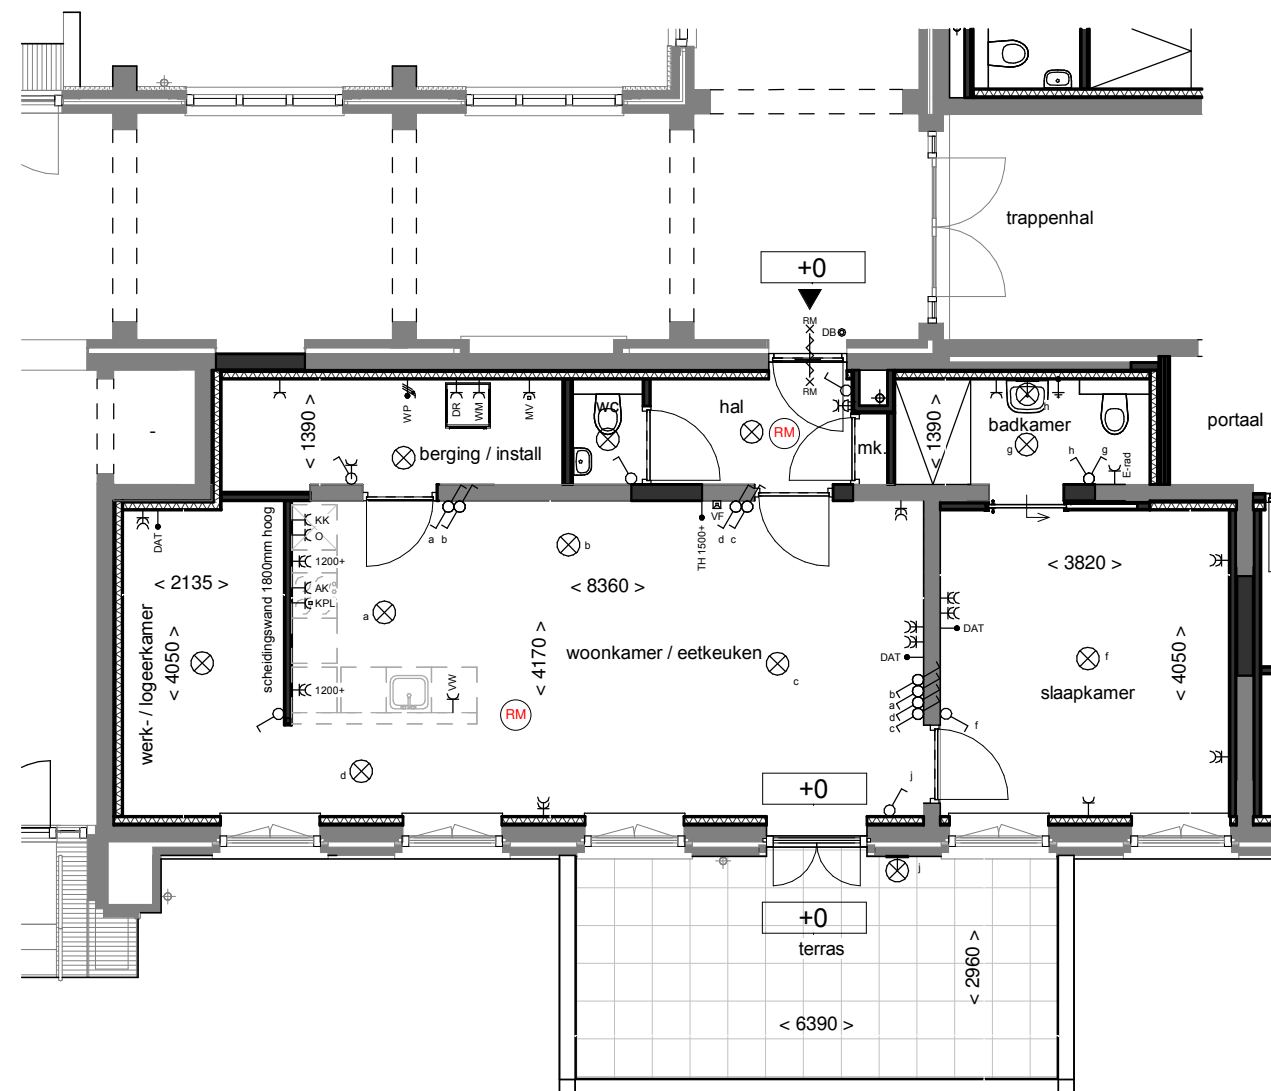 trappenhal
+0
RM
DB
RM
WP
DR
WM
MV
wc
hal
RM
mk.
badkamer
h
g
h
g
E-rad
portaal
-
< 1390 >
berging / install
< 1390 >
DAT
KK
O
1200+
AK
KPL
1200+
a b
b
TH 1500+
VF
d c
< 2135 >
< 8360 >
< 3820 >
scheidingswand 1800mm hoog
werk- / logeerkamer
< 4050 >
a
< 4170 >
woonkamer / eetkeuken
c
DAT
DAT
f
slaapkamer
< 4050 >
VW
RM
b
a
d
c
f
d
+0
j
j
+0
terras
< 2960 >
< 6390 >